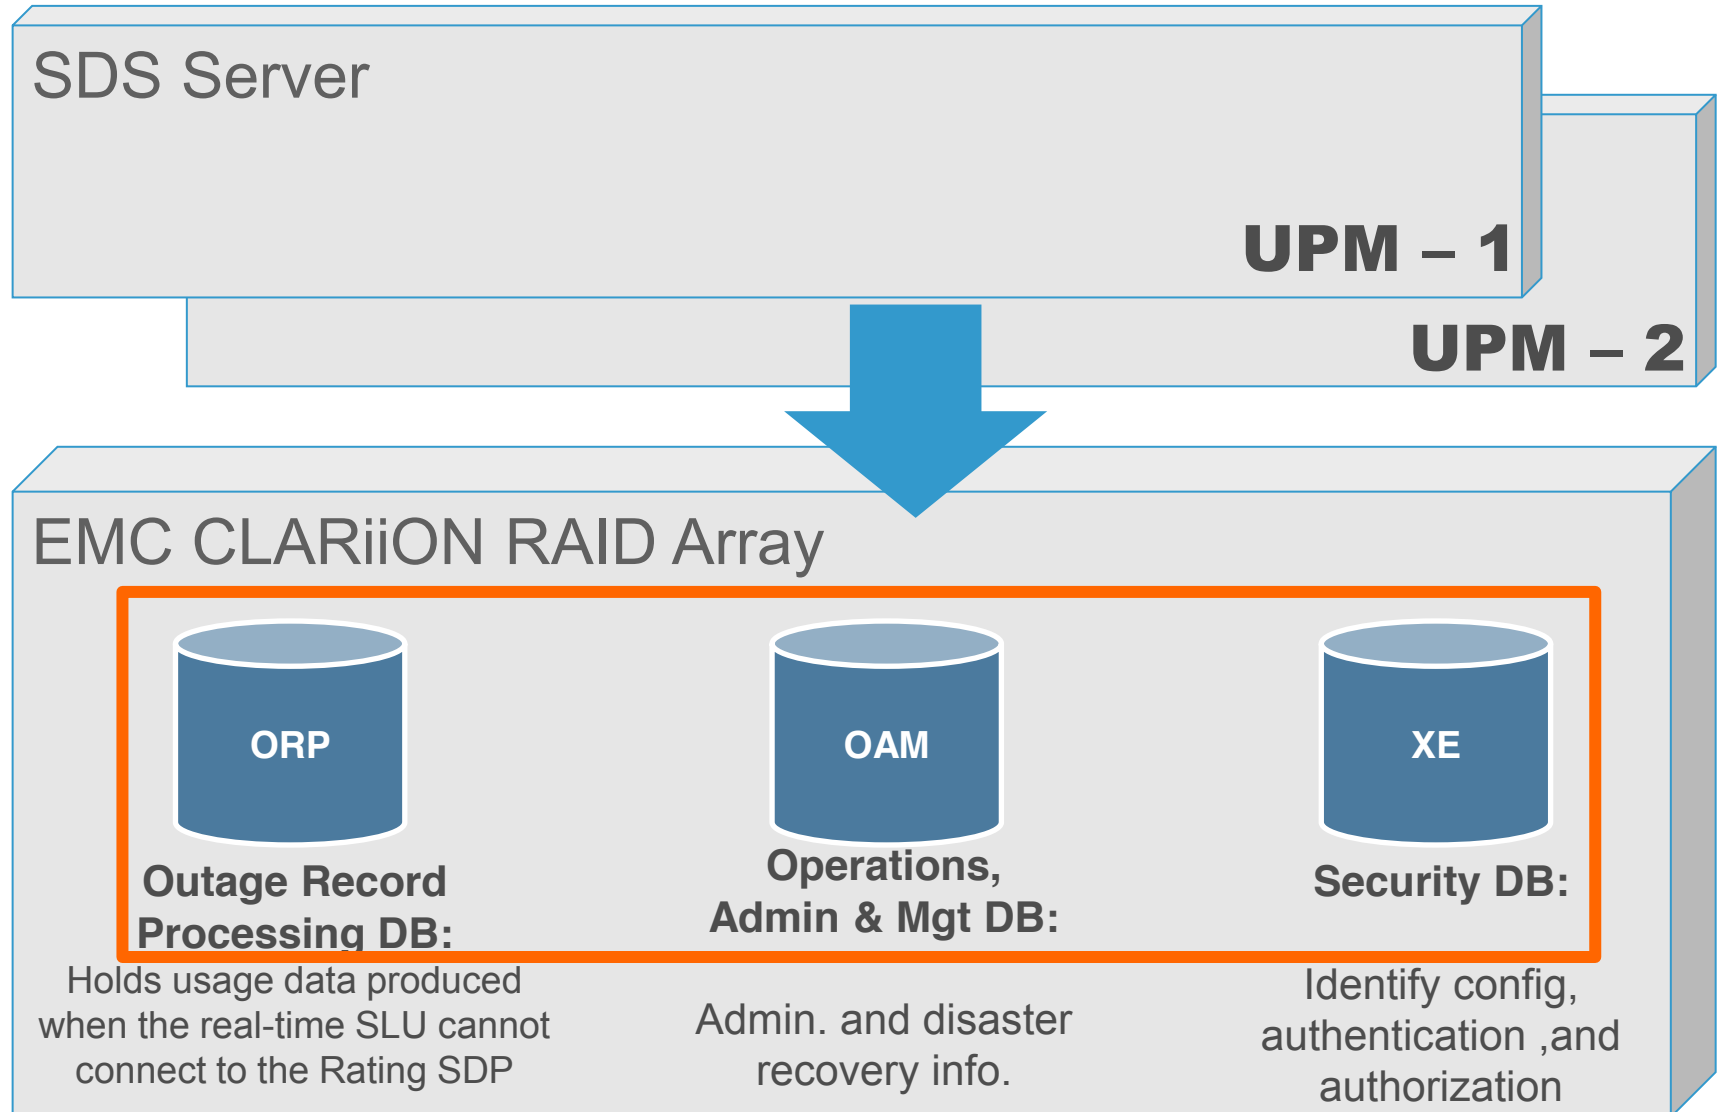 SDS Server
UPM – 1
UPM – 2
EMC CLARiiON RAID Array
ORP
OAM
XE
Outage Record
Processing DB:
Operations,
Admin & Mgt DB:
Security DB:
Holds usage data produced
when the real-time SLU cannot
connect to the Rating SDP
Admin. and disaster
recovery info.
Identify config,
authentication ,and
authorization